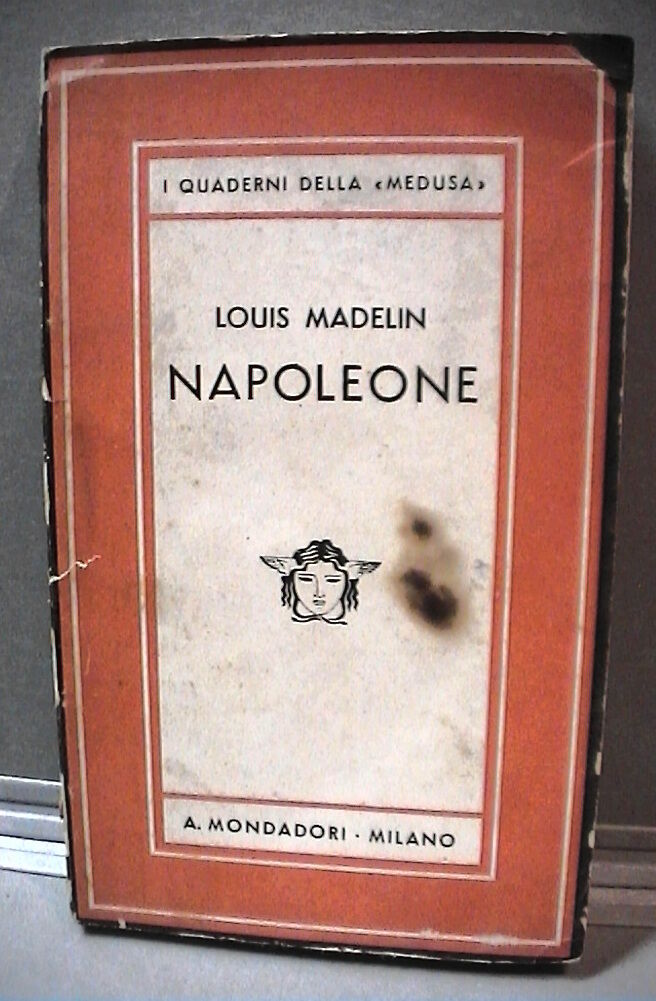 I QUADERNI DELLA «MEDUSA»
LOUIS MADELIN
NAPOLEONE
A. MONDADORI · MILANO